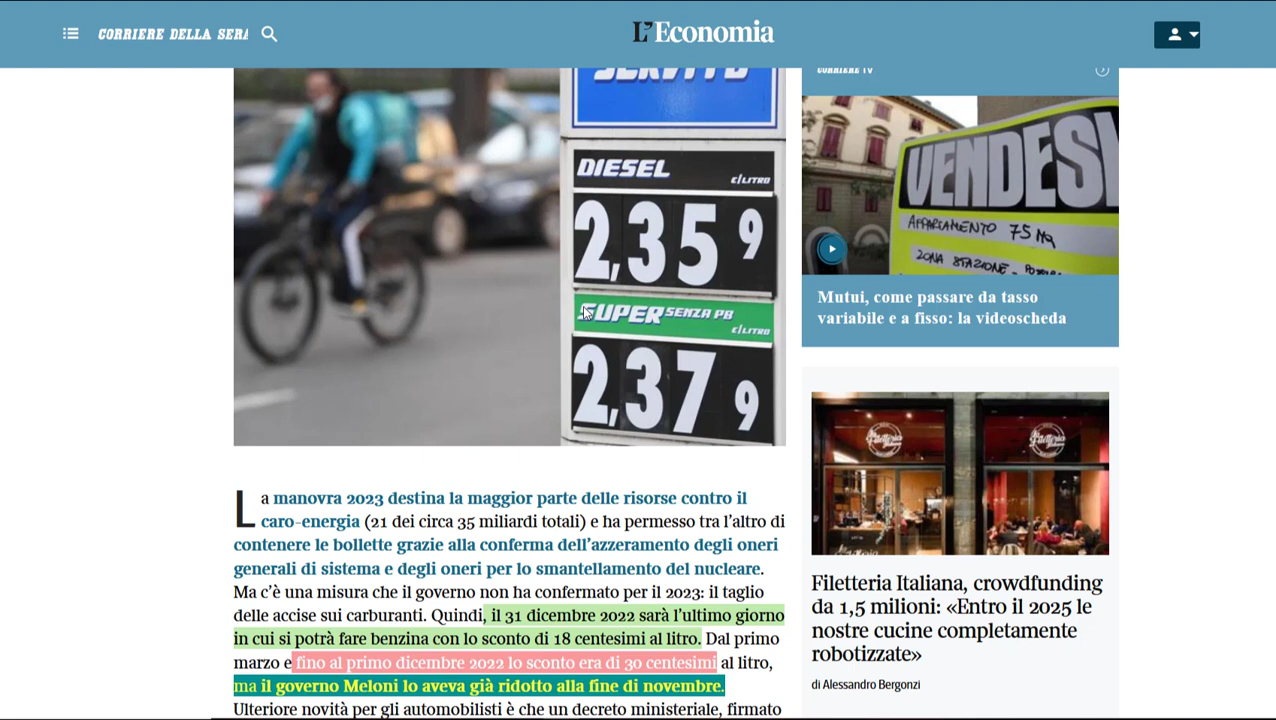 CORRIERE DELLA SERA
L'Economia
SERVITO
DIESEL
€/LITRO
2,359
SUPER SENZA PB
€/LITRO
2,379
La manovra 2023 destina la maggior parte delle risorse contro il
caro-energia (21 dei circa 35 miliardi totali) e ha permesso tra l'altro di
contenere le bollette grazie alla conferma dell'azzeramento degli oneri
generali di sistema e degli oneri per lo smantellamento del nucleare.
Ma c'è una misura che il governo non ha confermato per il 2023: il taglio
delle accise sui carburanti. Quindi, il 31 dicembre 2022 sarà l'ultimo giorno
in cui si potrà fare benzina con lo sconto di 18 centesimi al litro. Dal primo
marzo e fino al primo dicembre 2022 lo sconto era di 30 centesimi al litro,
ma il governo Meloni lo aveva già ridotto alla fine di novembre.
Ulteriore novità per gli automobilisti è che un decreto ministeriale, firmato
CORRIERE TV
VENDESI
APPARTAMENTO 75 MQ
ZONA STAZIONE -
Mutui, come passare da tasso
variabile e a fisso: la videoscheda
Filetteria Italiana
Filetteria Italiana
Filetteria Italiana, crowdfunding
da 1,5 milioni: «Entro il 2025 le
nostre cucine completamente
robotizzate»
di Alessandro Bergonzi